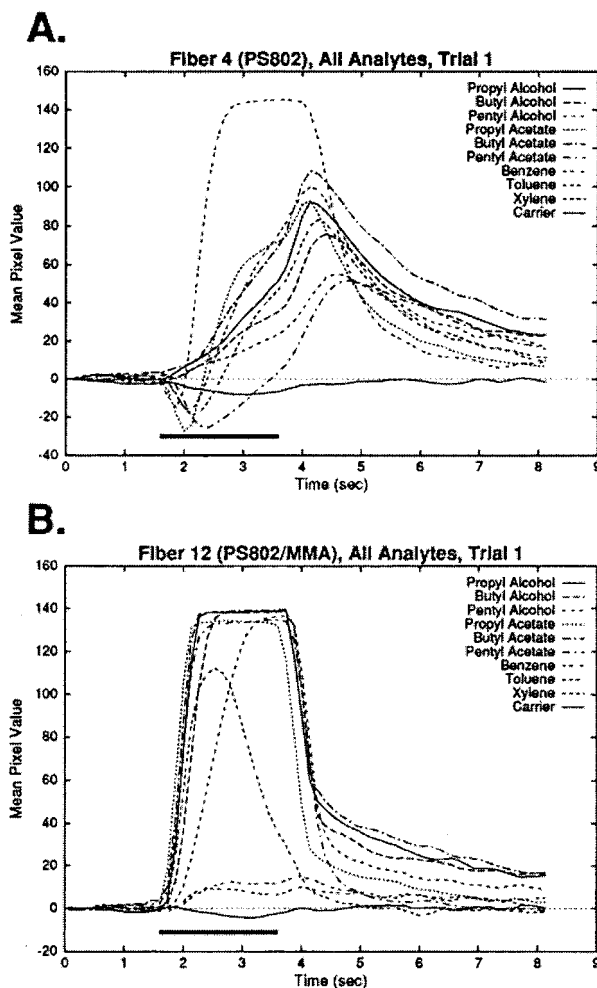 A.
Fiber 4 (PS802), All Analytes, Trial 1
160
140
120
100
80
60
40
20
0
-20
-40
Mean Pixel Value
Propyl Alcohol
Butyl Alcohol
Pentyl Alcohol
Propyl Acetate
Butyl Acetate
Pentyl Acetate
Benzene
Toluene
Xylene
Carrier
0 1 2 3 4 5 6 7 8 9
Time (sec)
B.
Fiber 12 (PS802/MMA), All Analytes, Trial 1
160
140
120
100
80
60
40
20
0
-20
Mean Pixel Value
Propyl Alcohol
Butyl Alcohol
Pentyl Alcohol
Propyl Acetate
Butyl Acetate
Pentyl Acetate
Benzene
Toluene
Xylene
Carrier
0 1 2 3 4 5 6 7 8 9
Time (sec)